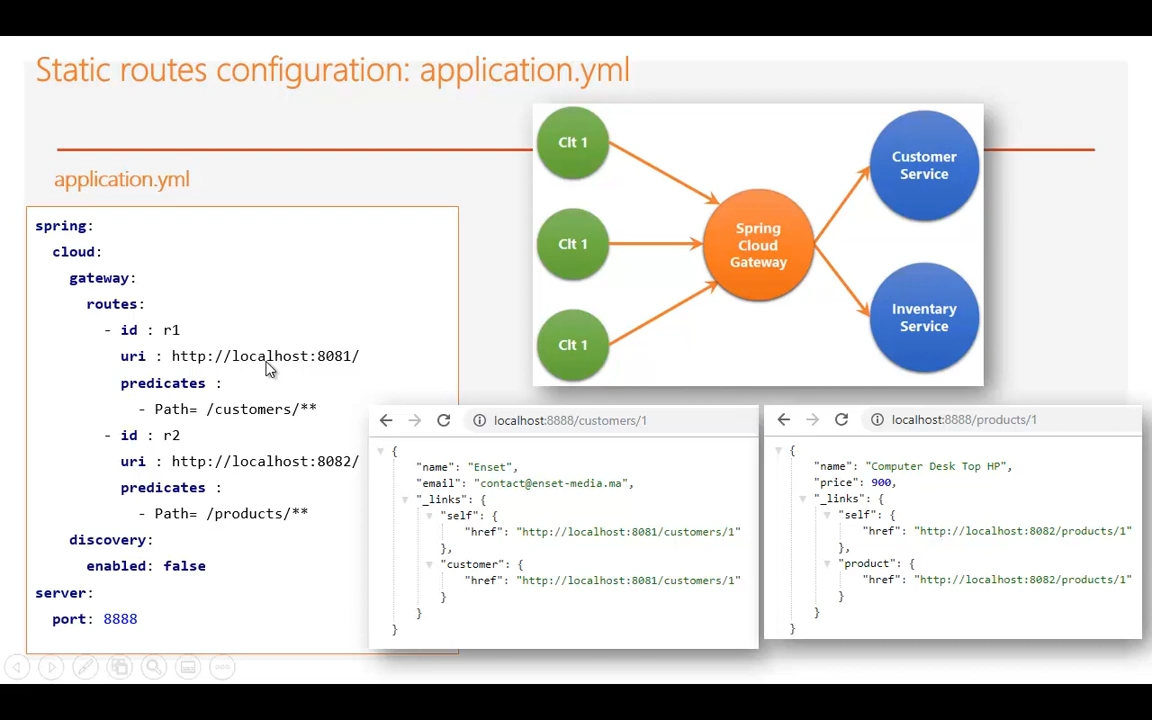 Static routes configuration: application.yml
application.yml
spring:
cloud:
gateway:
routes:
- id : r1
uri : http://localhost:8081/
predicates :
- Path= /customers/**
- id : r2
uri : http://localhost:8082/
predicates :
- Path= /products/**
discovery:
enabled: false
server:
port: 8888
Clt 1
Clt 1
Clt 1
Spring
Cloud
Gateway
Customer
Service
Inventory
Service
localhost:8888/customers/1
{
"name": "Enset",
"email": "contact@enset-media.ma",
"_links": {
"self": {
"href": "http://localhost:8081/customers/1"
},
"customer": {
"href": "http://localhost:8081/customers/1"
}
}
}
localhost:8888/products/1
{
"name": "Computer Desk Top HP",
"price": 900,
"_links": {
"self": {
"href": "http://localhost:8082/products/1"
},
"product": {
"href": "http://localhost:8082/products/1"
}
}
}